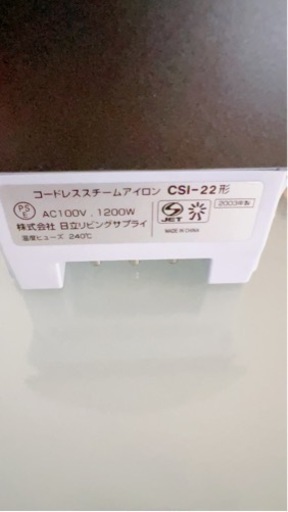 コードレススチームアイロン CSI-22形
PS E AC100V, 1200W
株式会社 日立リビングサプライ
温度ヒューズ 240℃
JET
2003年製
MADE IN CHINA